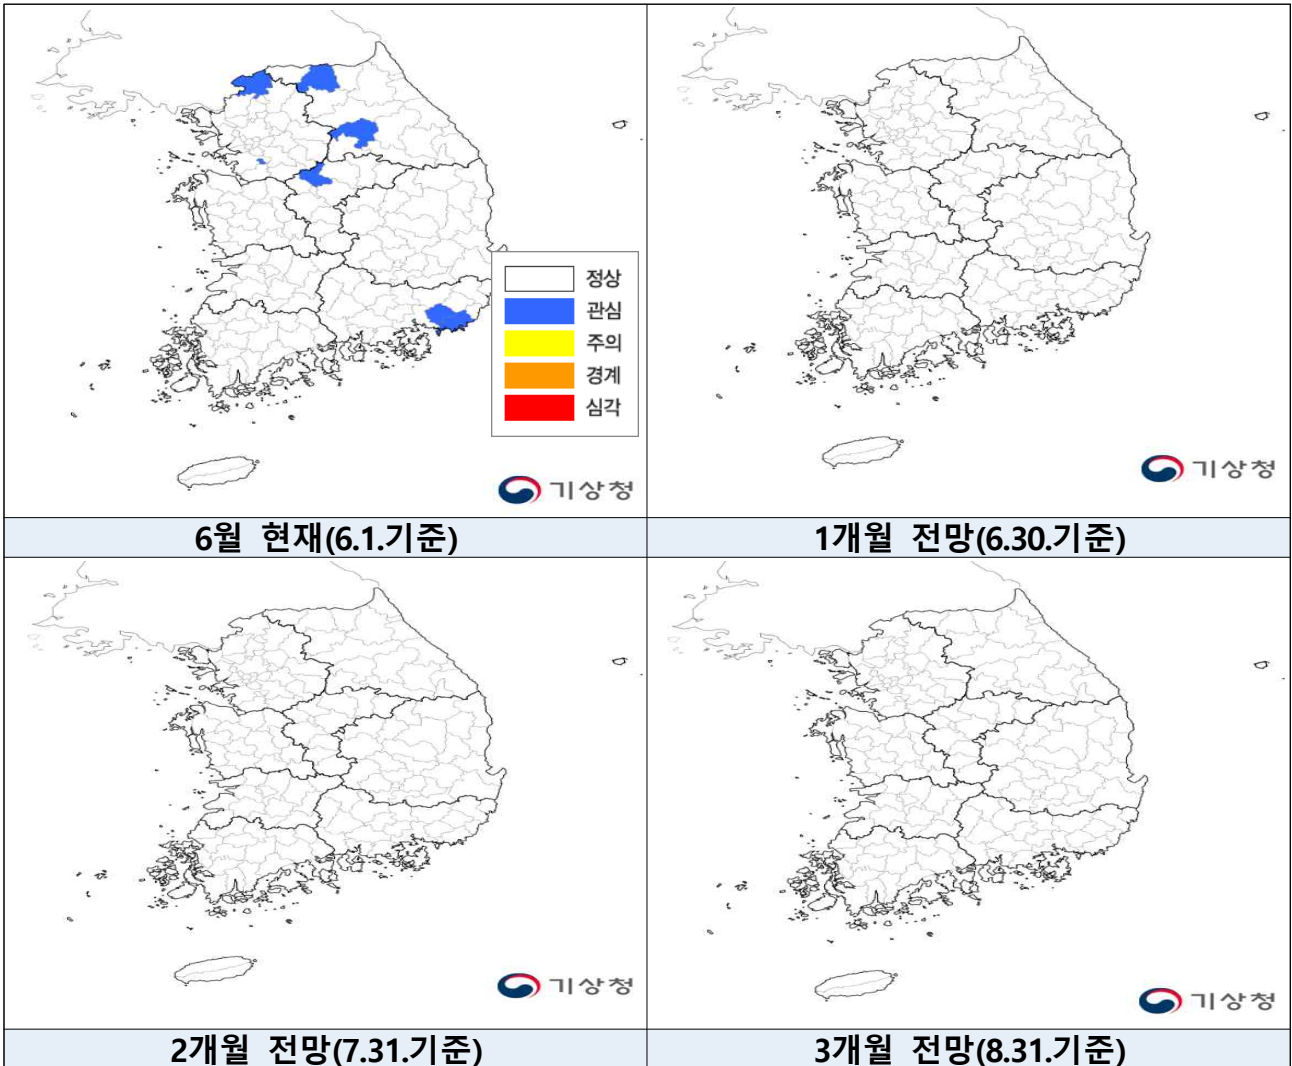 정상
관심
주의
경계
심각
기상청
기상청
6월 현재(6.1.기준)
1개월 전망(6.30.기준)
기상청
기상청
2개월 전망(7.31.기준)
3개월 전망(8.31.기준)